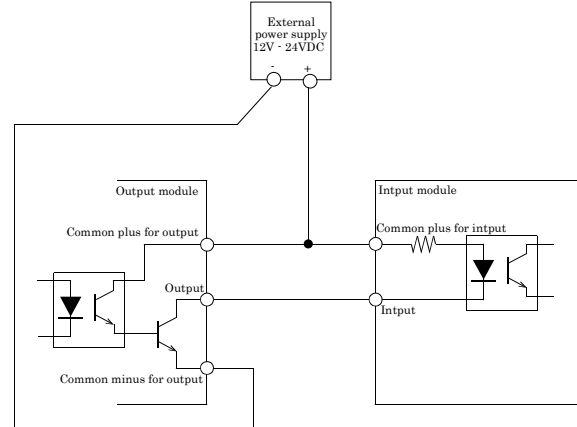 External
power supply
12V - 24VDC
- +
Output module
Intput module
Common plus for output
Common plus for intput
Output
Intput
Common minus for output